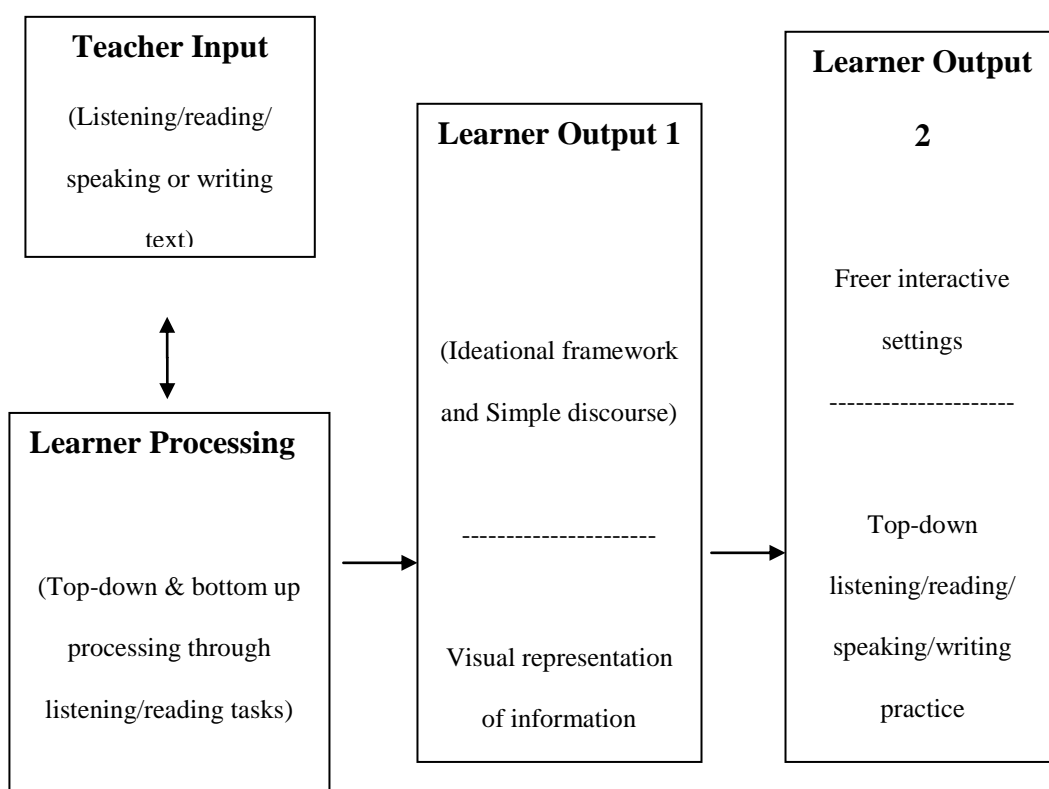 Teacher Input
(Listening/reading/
speaking or writing
text)
Learner Processing
(Top-down & bottom up
processing through
listening/reading tasks)
Learner Output 1
(Ideational framework
and Simple discourse)
----------------------
Visual representation
of information
Learner Output
2
Freer interactive
settings
---------------------
Top-down
listening/reading/
speaking/writing
practice